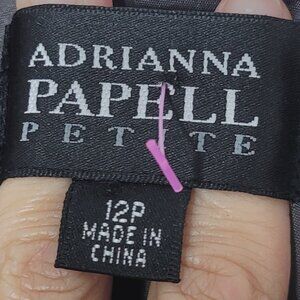 ADRIANNA
PAPELL
PETITE
12P
MADE IN
CHINA